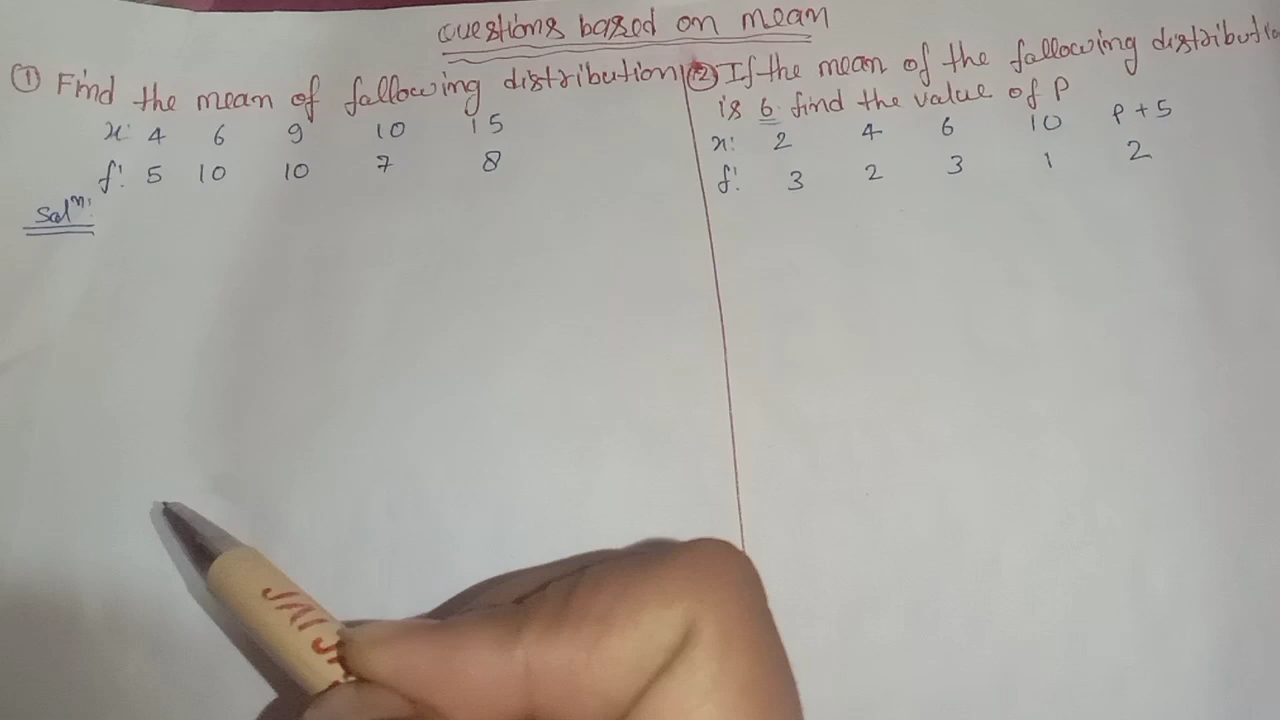 Questions based on mean
① Find the mean of fallowing distribution
x: 4 6 9 10 15
f: 5 10 10 7 8
Solⁿ:
② If the mean of the fallowing distributio
is 6 find the value of P
x: 2 4 6 10 P+5
f: 3 2 3 1 2